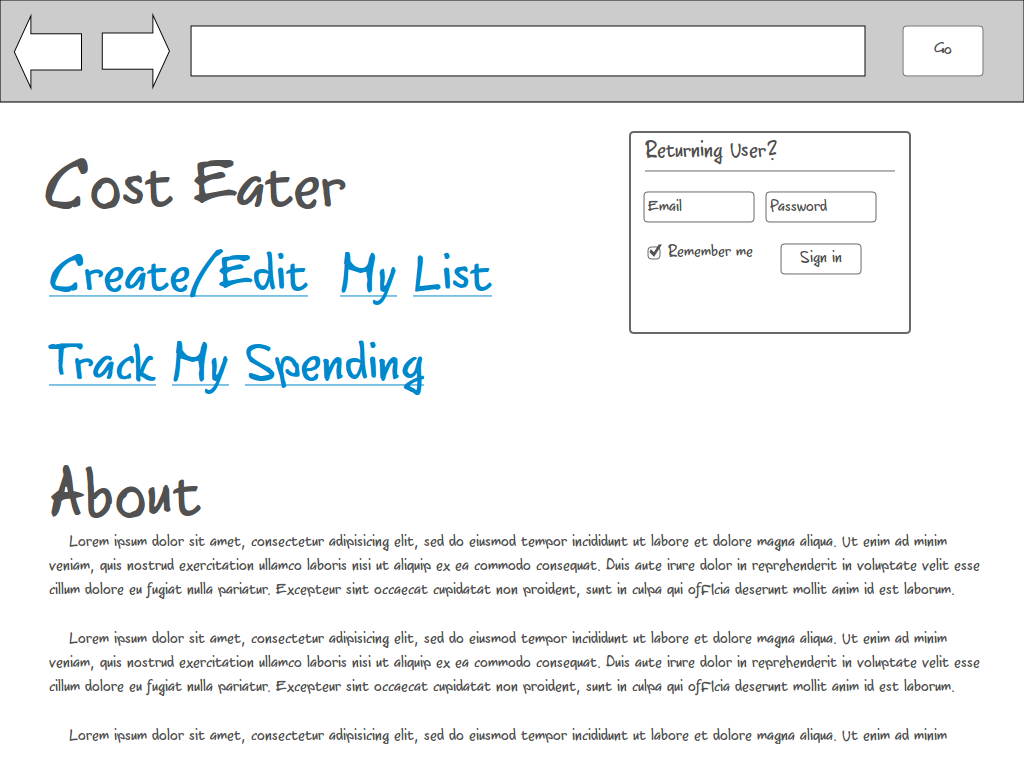 Go
Cost Eater
Create/Edit My List
Track My Spending
Returning User?
Email Password
Remember me Sign in
About
Lorem ipsum dolor sit amet, consectetur adipisicing elit, sed do eiusmod tempor incididunt ut labore et dolore magna aliqua. Ut enim ad minim
veniam, quis nostrud exercitation ullamco laboris nisi ut aliquip ex ea commodo consequat. Duis aute irure dolor in reprehenderit in voluptate velit esse
cillum dolore eu fugiat nulla pariatur. Excepteur sint occaecat cupidatat non proident, sunt in culpa qui officia deserunt mollit anim id est laborum.
Lorem ipsum dolor sit amet, consectetur adipisicing elit, sed do eiusmod tempor incididunt ut labore et dolore magna aliqua. Ut enim ad minim
veniam, quis nostrud exercitation ullamco laboris nisi ut aliquip ex ea commodo consequat. Duis aute irure dolor in reprehenderit in voluptate velit esse
cillum dolore eu fugiat nulla pariatur. Excepteur sint occaecat cupidatat non proident, sunt in culpa qui officia deserunt mollit anim id est laborum.
Lorem ipsum dolor sit amet, consectetur adipisicing elit, sed do eiusmod tempor incididunt ut labore et dolore magna aliqua. Ut enim ad minim